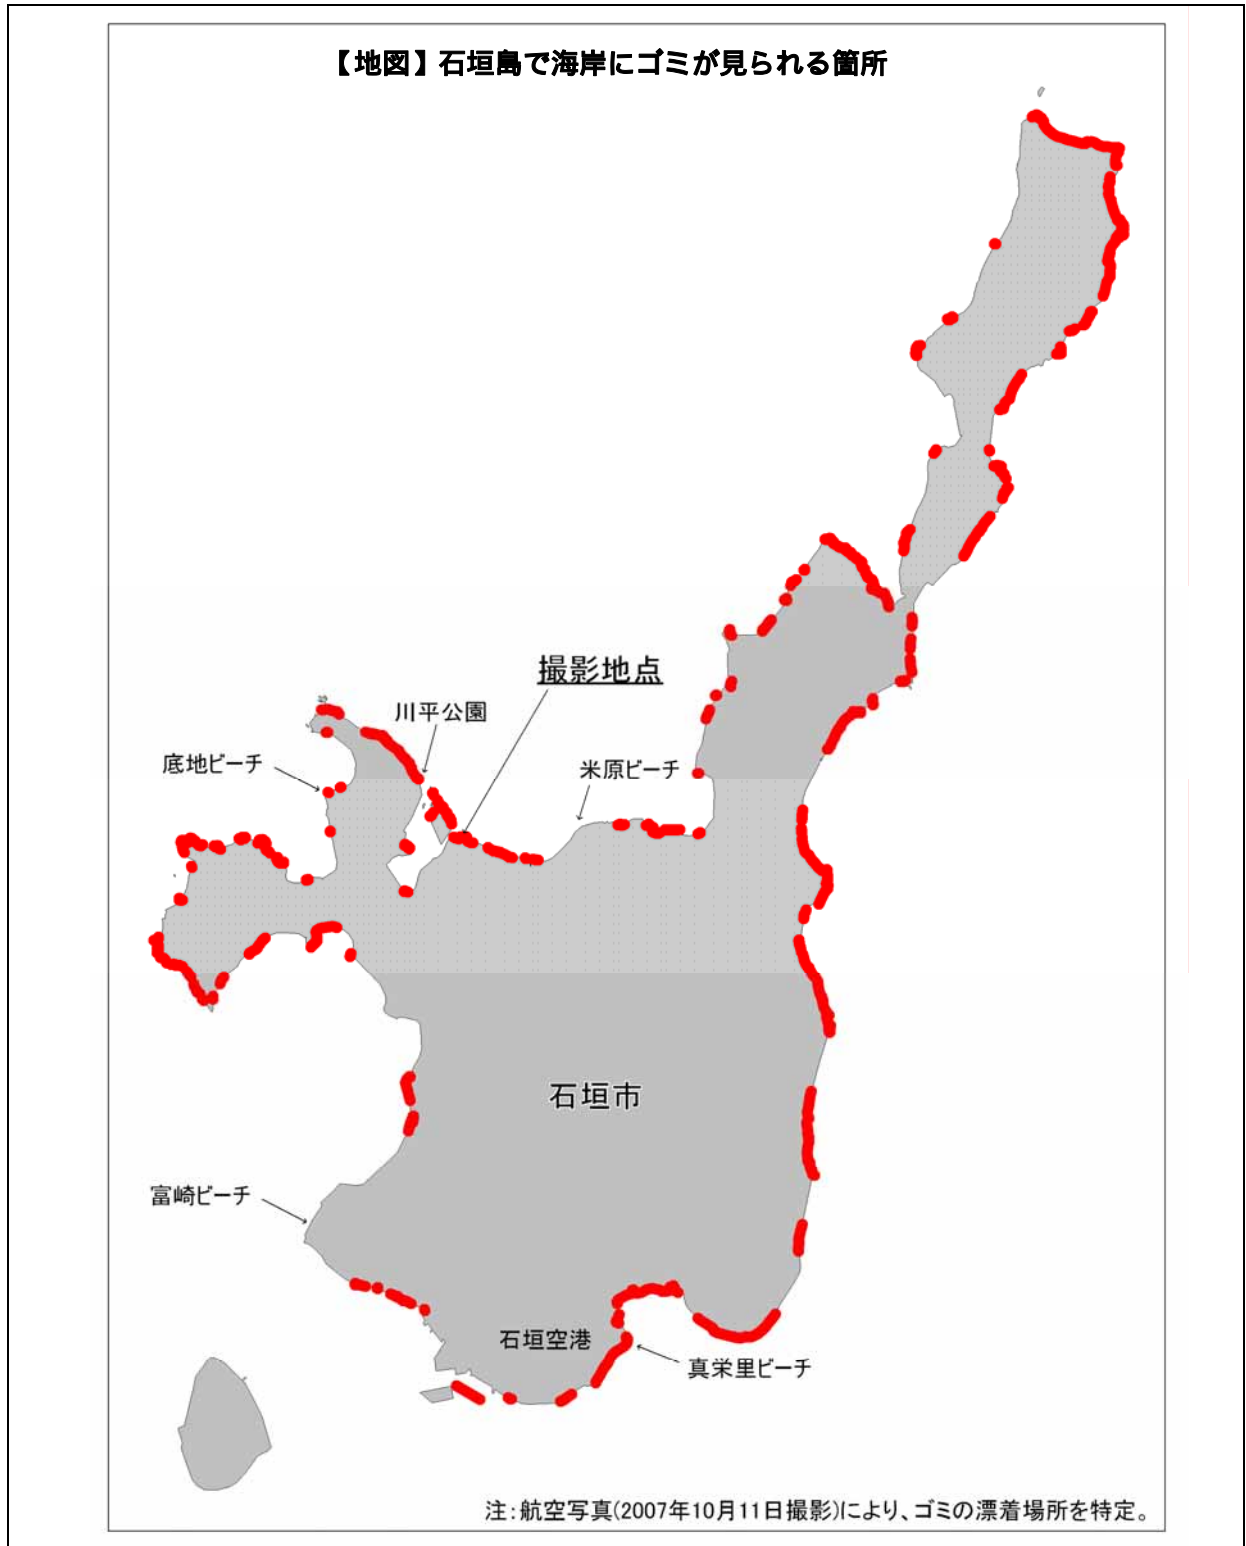 【地図】石垣島で海岸にゴミが見られる箇所
撮影地点
川平公園
底地ビーチ
米原ビーチ
石垣市
富崎ビーチ
石垣空港
真栄里ビーチ
注:航空写真(2007年10月11日撮影)により、ゴミの漂着場所を特定。